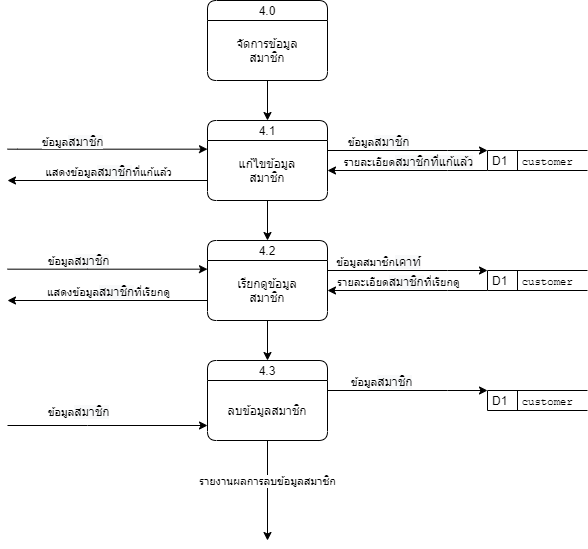 4.0
จัดการข้อมูล
สมาชิก
4.1
ข้อมูลสมาชิก
ข้อมูลสมาชิก
แก้ไขข้อมูล
สมาชิก
รายละเอียดสมาชิกที่แก้แล้ว
D1 customer
แสดงข้อมูลสมาชิกที่แก้แล้ว
4.2
ข้อมูลสมาชิก
ข้อมูลสมาชิกเคาท์
เรียกดูข้อมูล
สมาชิก
รายละเอียดสมาชิกที่เรียกดู
D1 customer
แสดงข้อมูลสมาชิกที่เรียกดู
4.3
ข้อมูลสมาชิก
D1 customer
ข้อมูลสมาชิก
ลบข้อมูลสมาชิก
รายงานผลการลบข้อมูลสมาชิก